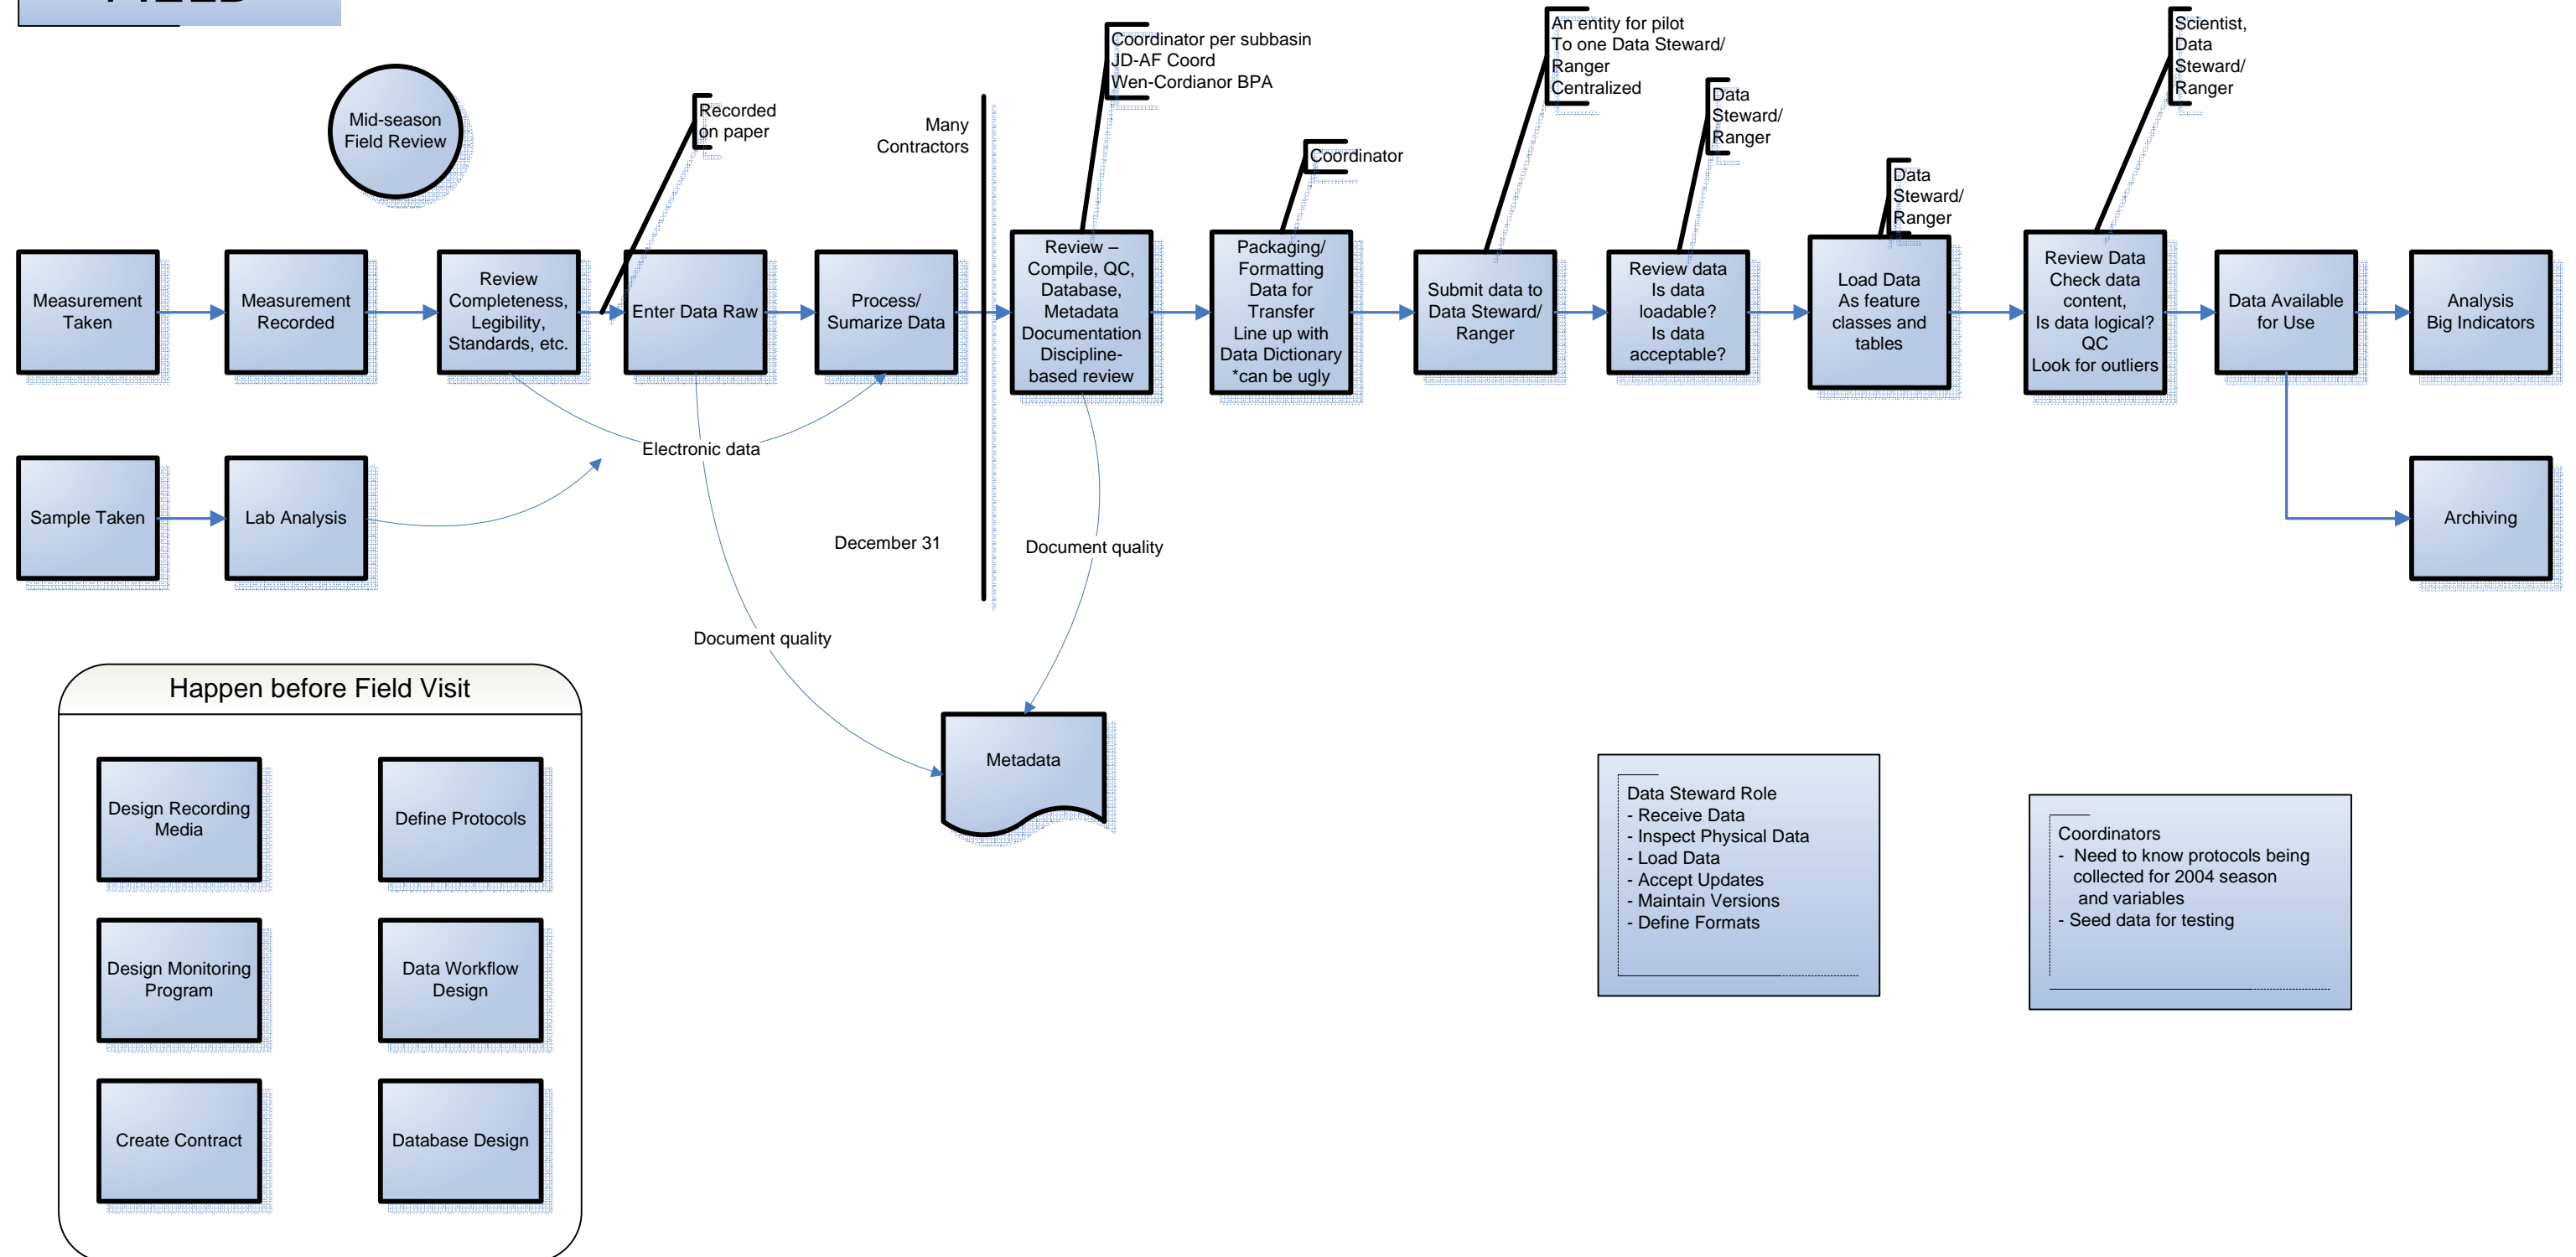 FIELD
Mid-season
Field Review
Recorded
on paper
Many
Contractors
Coordinator per subbasin
JD-AF Coord
Wen-Cordianor BPA
Coordinator
An entity for pilot
To one Data Steward/
Ranger
Centralized
Data
Steward/
Ranger
Data
Steward/
Ranger
Scientist,
Data
Steward/
Ranger
Measurement
Taken
Measurement
Recorded
Review
Completeness,
Legibility,
Standards, etc.
Enter Data Raw
Process/
Sumarize Data
Review –
Compile, QC,
Database,
Metadata
Documentation
Discipline-
based review
Packaging/
Formatting
Data for
Transfer
Line up with
Data Dictionary
*can be ugly
Submit data to
Data Steward/
Ranger
Review data
Is data
loadable?
Is data
acceptable?
Load Data
As feature
classes and
tables
Review Data
Check data
content,
Is data logical?
QC
Look for outliers
Data Available
for Use
Analysis
Big Indicators
Electronic data
Sample Taken
Lab Analysis
December 31
Document quality
Archiving
Document quality
Happen before Field Visit
Design Recording
Media
Define Protocols
Design Monitoring
Program
Data Workflow
Design
Create Contract
Database Design
Metadata
Data Steward Role
- Receive Data
- Inspect Physical Data
- Load Data
- Accept Updates
- Maintain Versions
- Define Formats
Coordinators
- Need to know protocols being
collected for 2004 season
and variables
- Seed data for testing